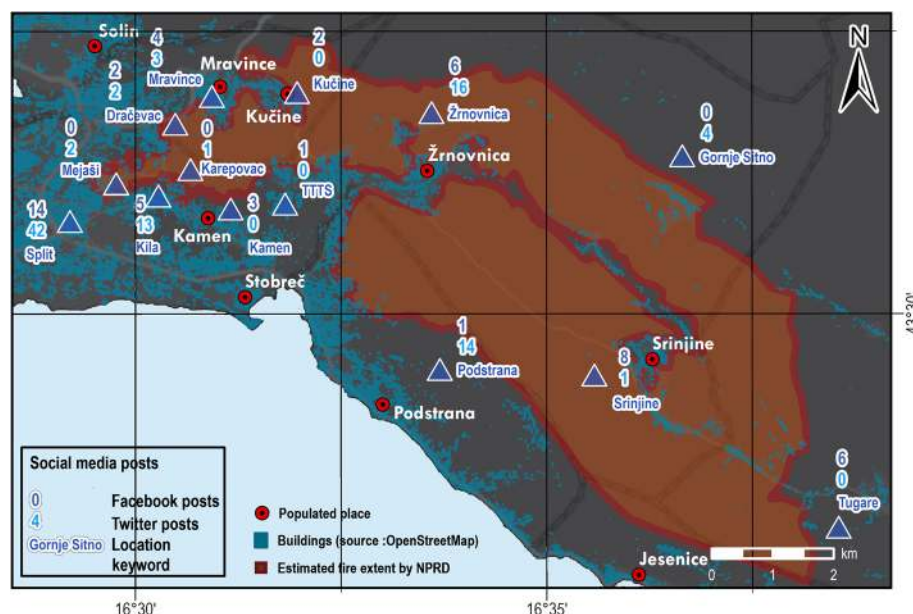 Solin
4
3
Mravince
Mravince
2
0
Kučine
Kučine
2
2
Dračevac
6
16
Žrnovnica
Žrnovnica
0
4
Gornje Sitno
N
0
2
Mejaši
0
1
Karepovac
1
0
TTTS
14
42
Split
5
13
Kila
Kamen
3
0
Kamen
Stobreč
43°30'
1
14
Podstrana
Podstrana
8
1
Srinjine
Srinjine
6
0
Tugare
Jesenice
km
0 1 2
Social media posts
0 Facebook posts
4 Twitter posts
Gornje Sitno Location
keyword
Populated place
Buildings (source :OpenStreetMap)
Estimated fire extent by NPRD
16°30'
16°35'